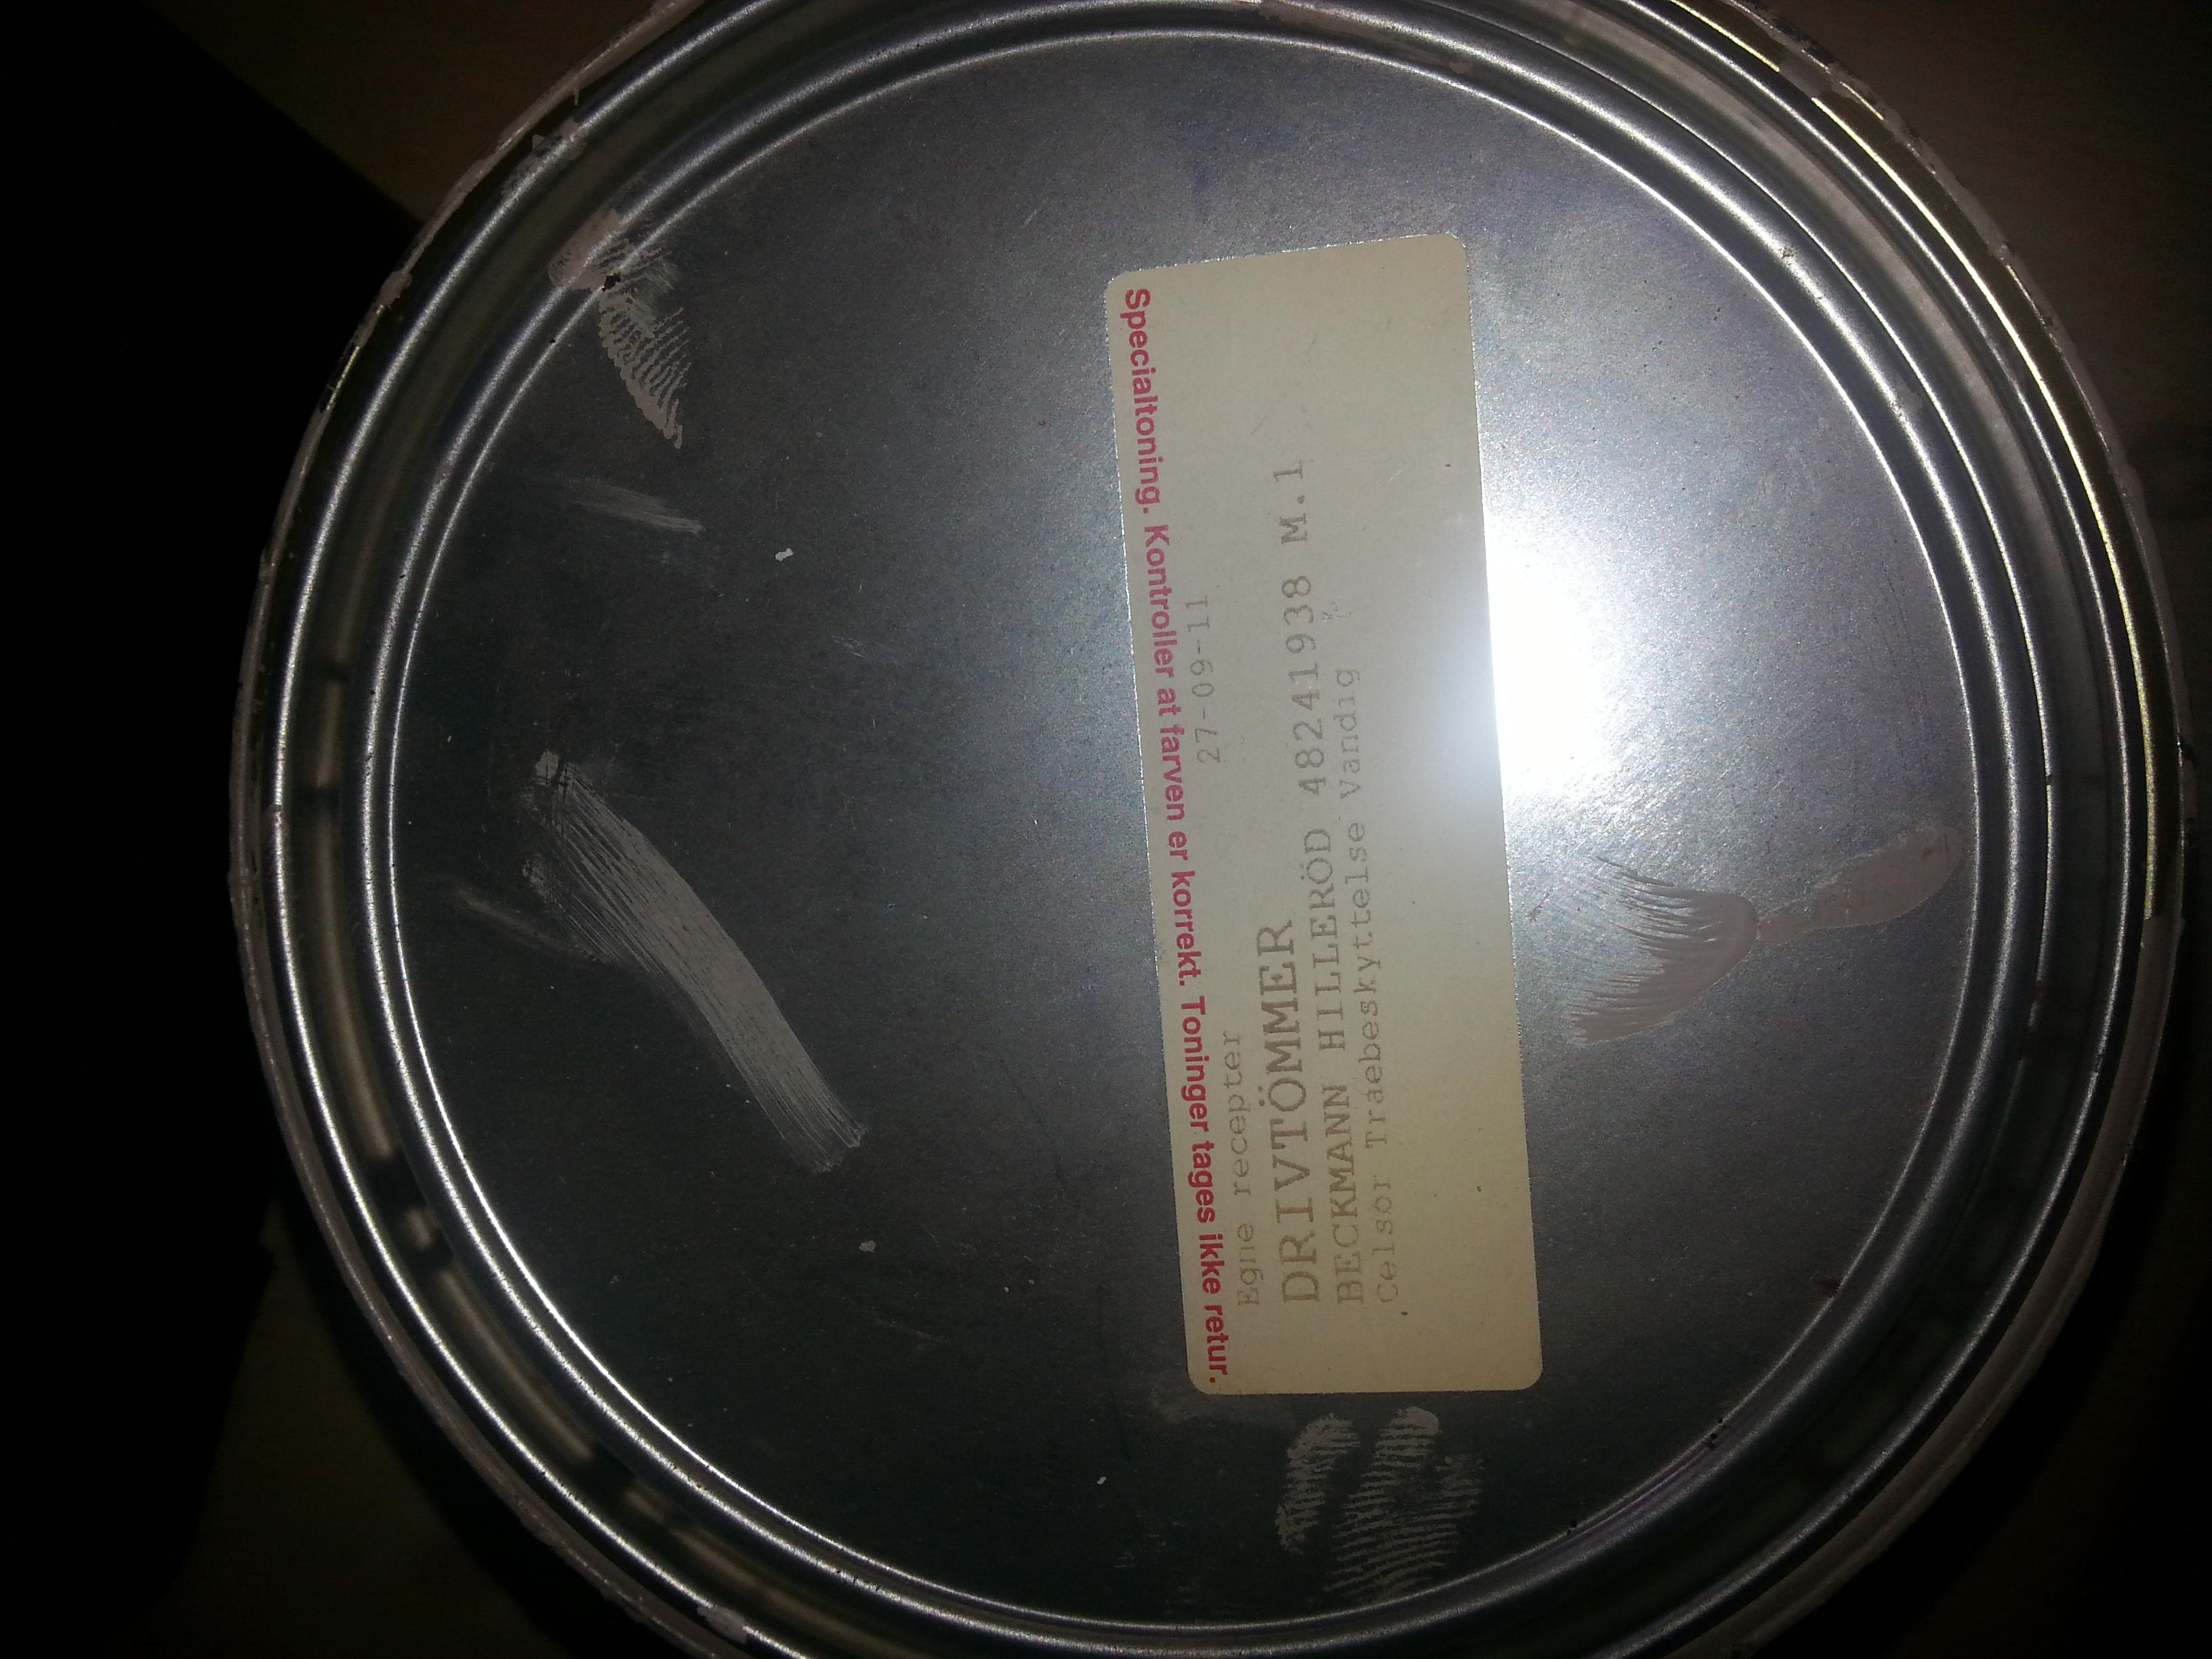 Specialtoning. Kontroller at farven er korrekt. Toninger tages ikke retur.
27-09-11
Egne recepter
DRIVTÖMMER
BECKMANN HILLERÖD 48241938 M.1
Celsor Traebeskyttelse Vandig